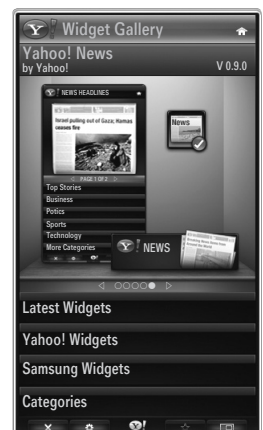 Y! Widget Gallery
Yahoo! News
by Yahoo!
V 0.9.0
Y! NEWS HEADLINES
Israel pulling out of Gaza; Hamas
ceases fire
PAGE 1 OF 2
Top Stories
Business
Potics
Sports
Technology
More Categories
News
Y! NEWS
Latest Widgets
Yahoo! Widgets
Samsung Widgets
Categories
Y!